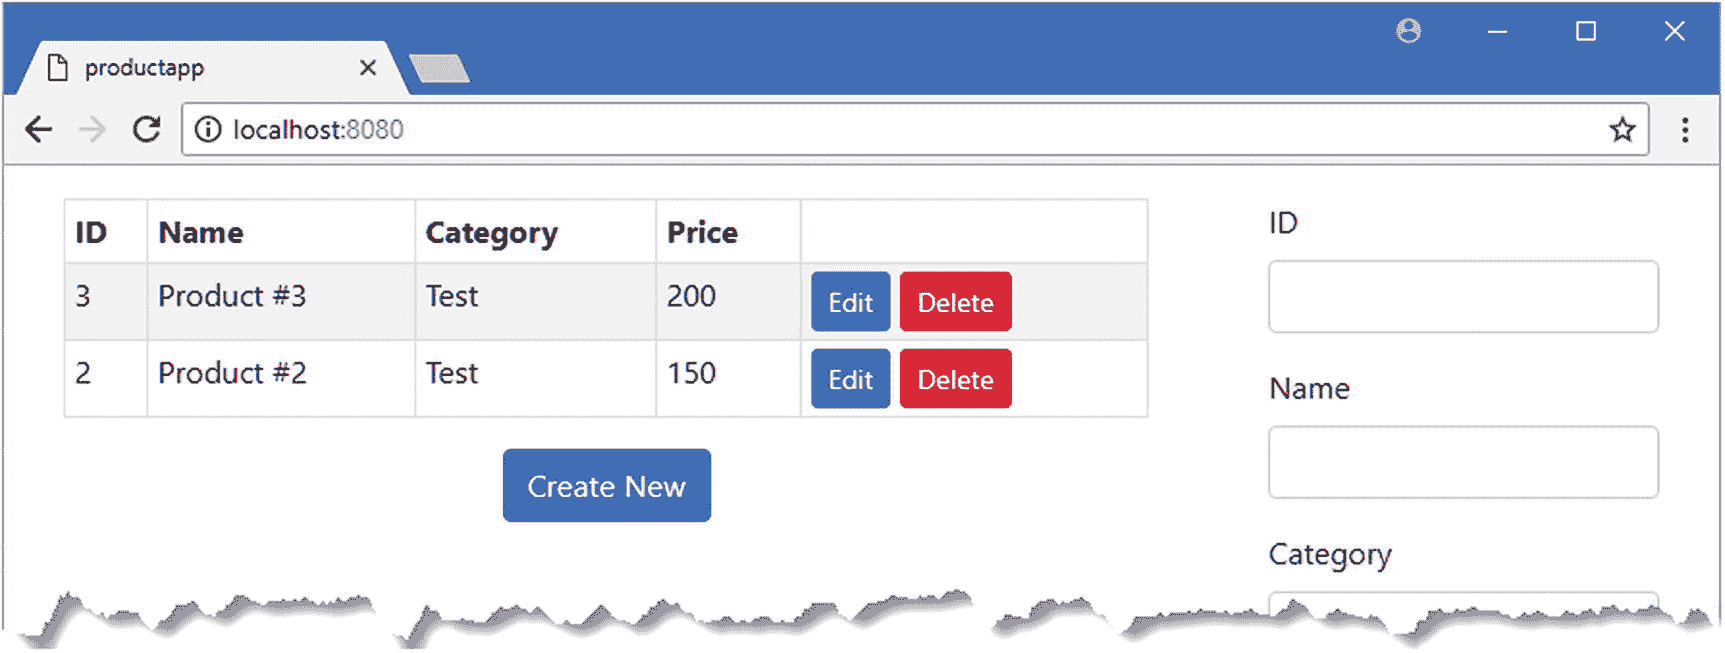 productapp
localhost:8080
ID Name Category Price
3 Product #3 Test 200 Edit Delete
2 Product #2 Test 150 Edit Delete
Create New
ID
Name
Category